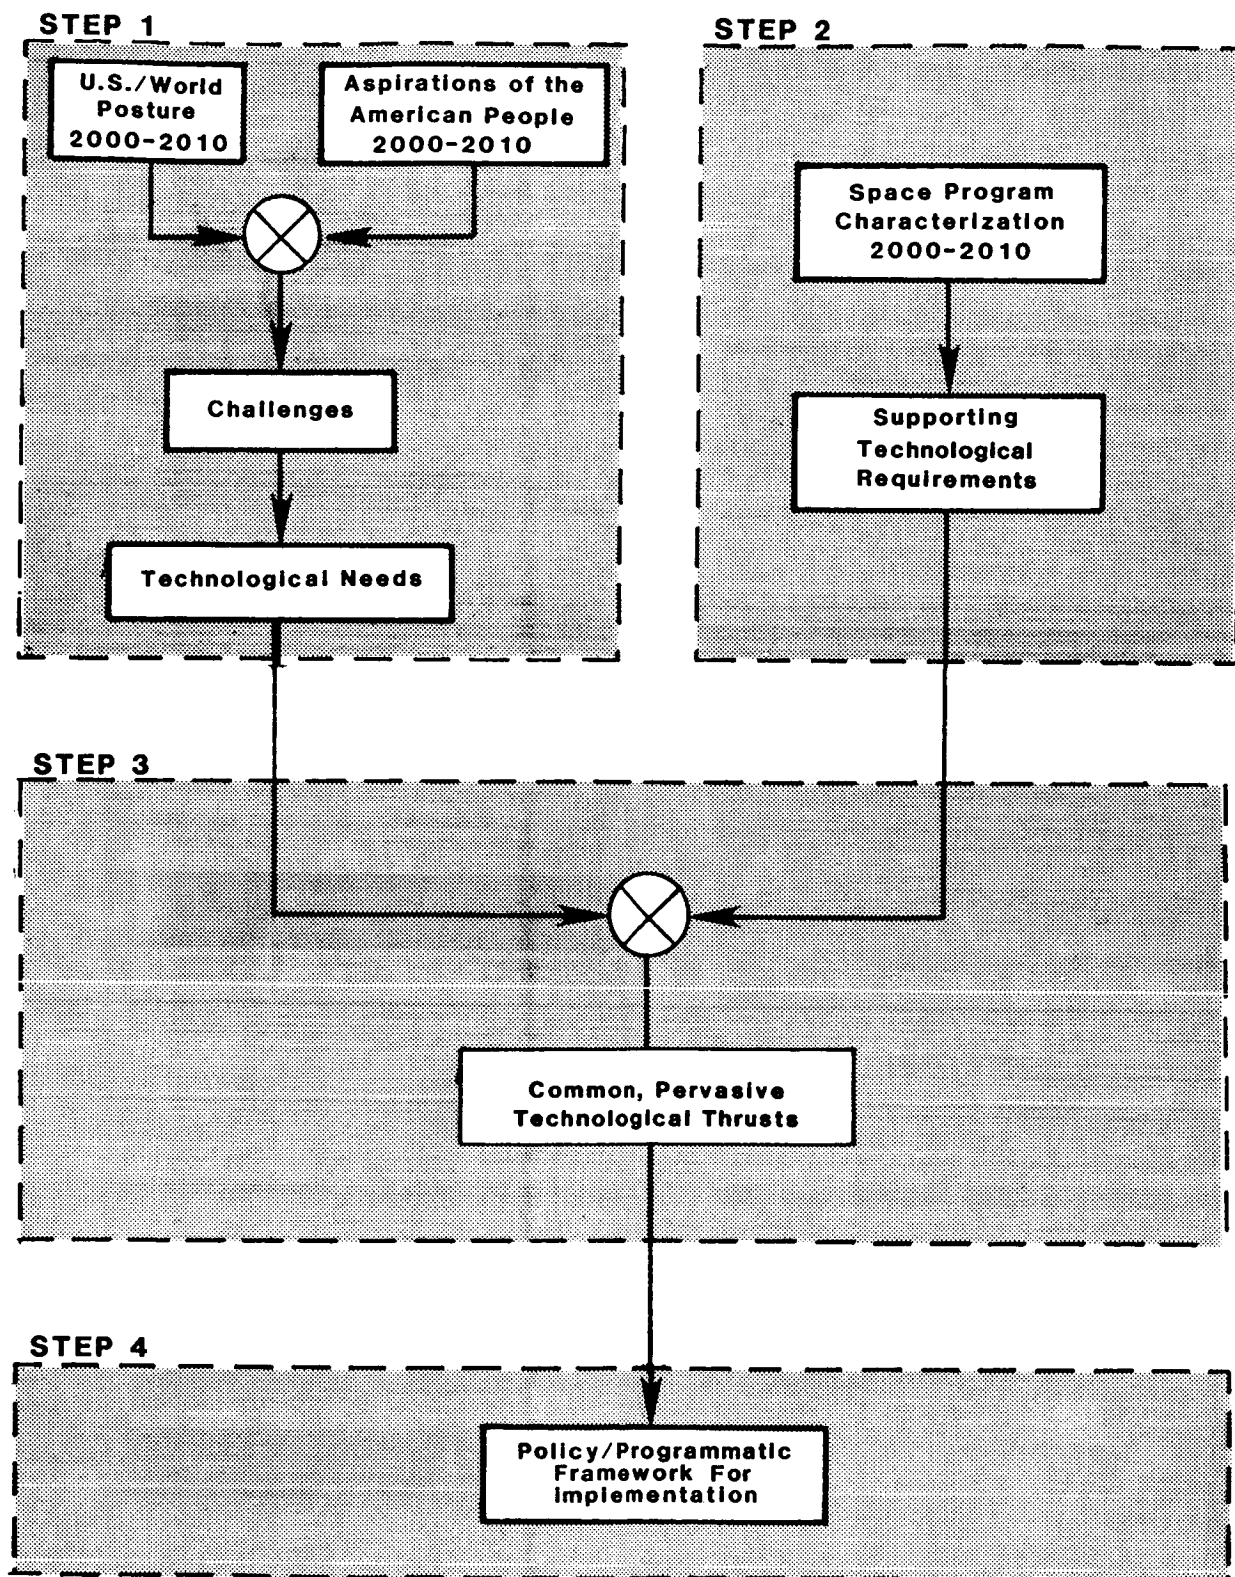 STEP 1
U.S./World
Posture
2000-2010
Aspirations of the
American People
2000-2010
Challenges
Technological Needs
STEP 2
Space Program
Characterization
2000-2010
Supporting
Technological
Requirements
STEP 3
Common, Pervasive
Technological Thrusts
STEP 4
Policy/Programmatic
Framework For
Implementation